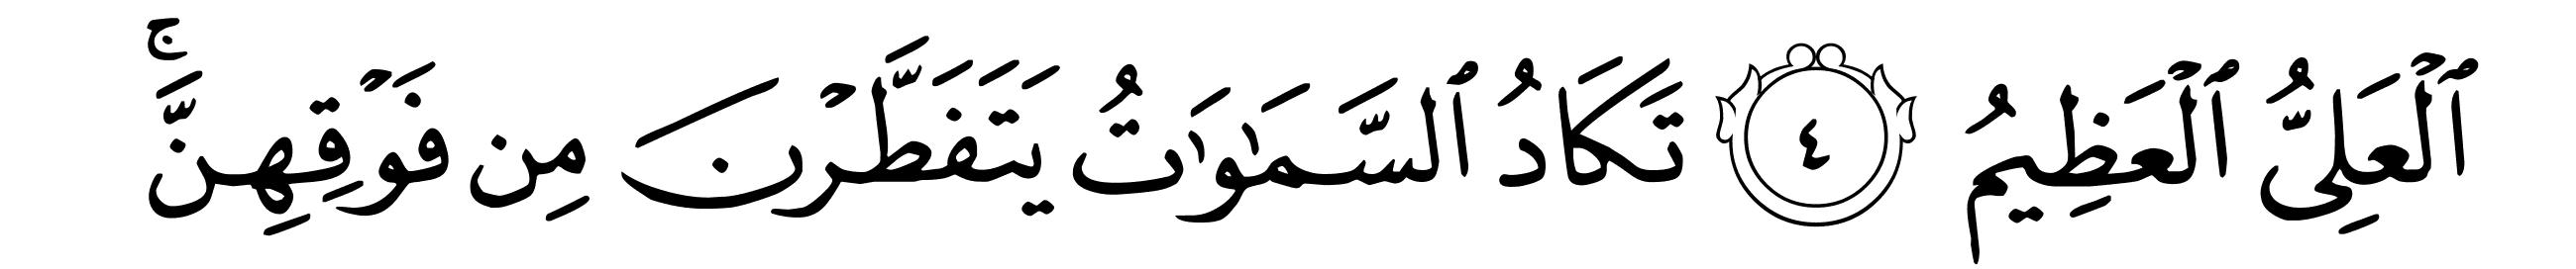 ٱلْعَلِىُّ ٱلْعَظِيمُ ٤ تَكَادُ ٱلسَّمَـٰوَٰتُ يَتَفَطَّرْنَ مِن فَوْقِهِنَّ ۚ